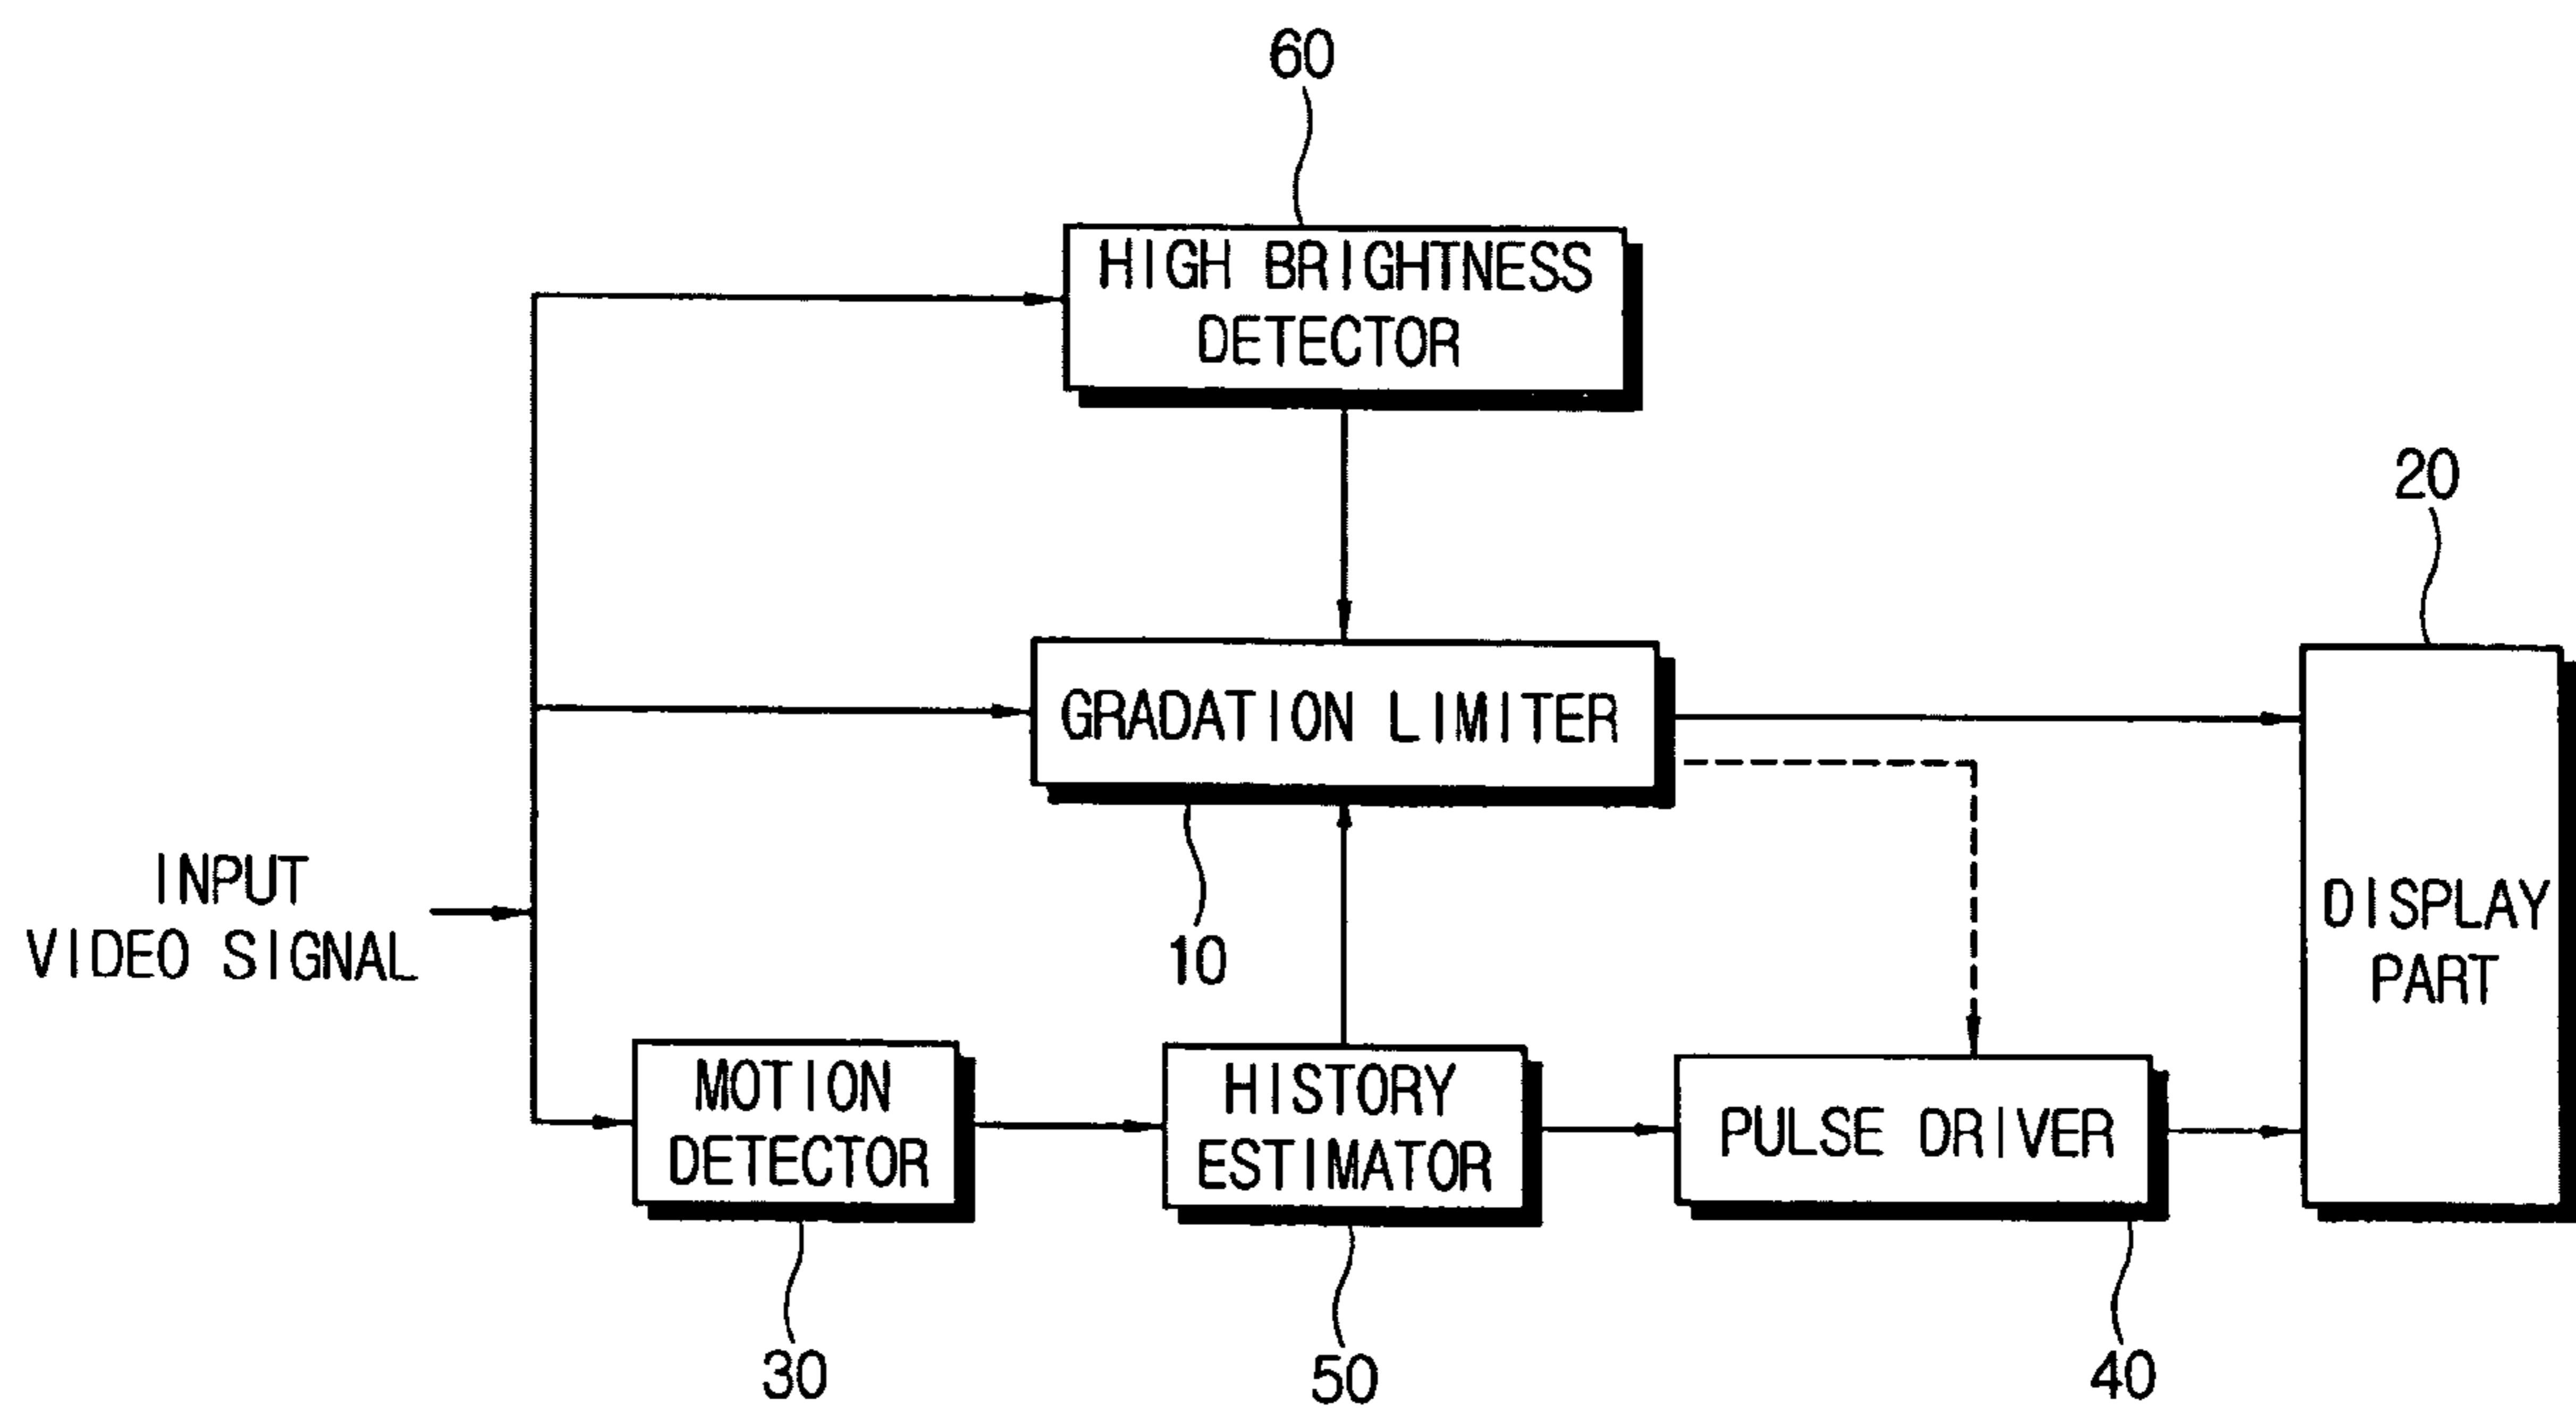 60
HIGH BRIGHTNESS
DETECTOR
20
GRADATION LIMITER
INPUT
VIDEO SIGNAL
10
DISPLAY
PART
MOTION
DETECTOR
HISTORY
ESTIMATOR
PULSE DRIVER
30
50
40